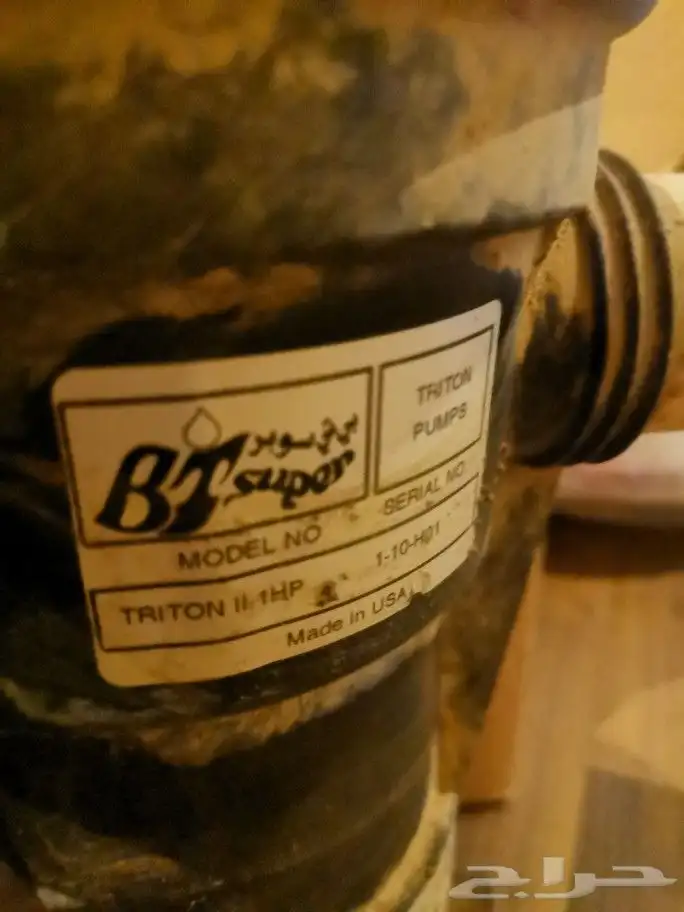 بي تي سوبر
BT super
TRITON
PUMPS
MODEL NO
SERIAL NO
TRITON II 1HP
1-10-H01
Made in USA
حراج